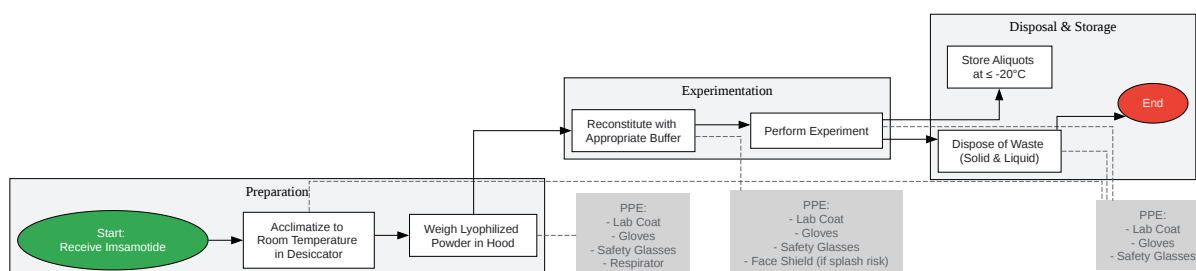 Preparation
Start:
Receive Imsamotide
Acclimatize to
Room Temperature
in Desiccator
Weigh Lyophilized
Powder in Hood
Experimentation
Reconstitute with
Appropriate Buffer
Perform Experiment
Disposal & Storage
Store Aliquots
at ≤ -20°C
End
Dispose of Waste
(Solid & Liquid)
PPE:
- Lab Coat
- Gloves
- Safety Glasses
- Respirator
PPE:
- Lab Coat
- Gloves
- Safety Glasses
- Face Shield (if splash risk)
PPE:
- Lab Coat
- Gloves
- Safety Glasses